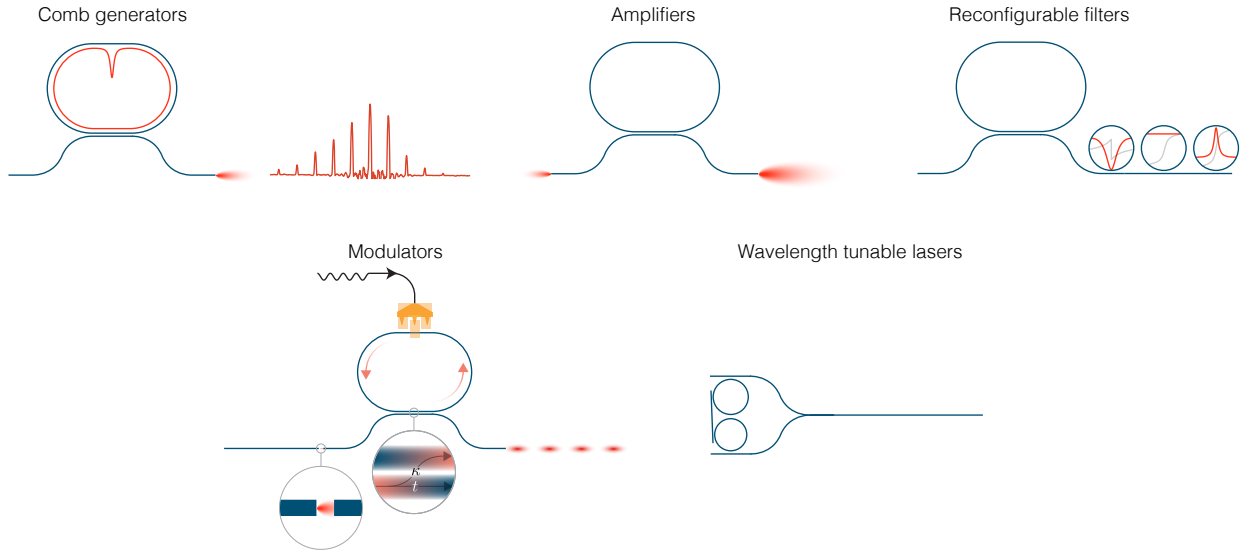 Comb generators
Amplifiers
Reconfigurable filters
Modulators
Wavelength tunable lasers
κ
t